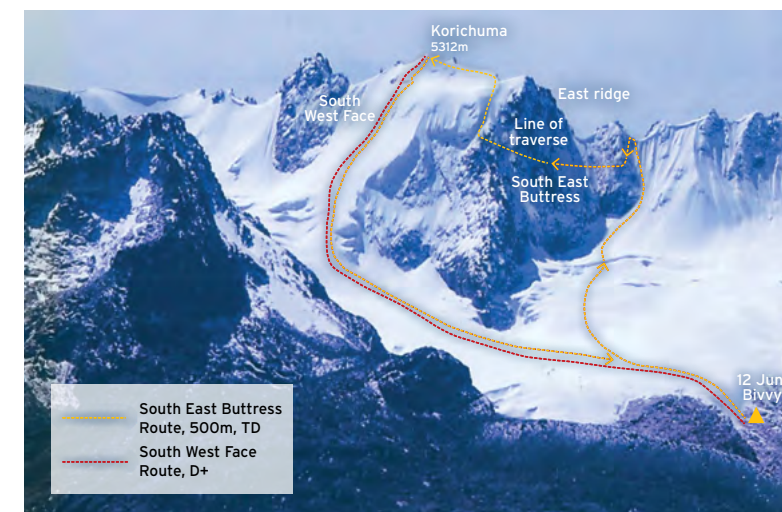 Korichuma
5312m
South
West Face
East ridge
Line of
traverse
South East
Buttress
12 Jun
Bivvy
South East Buttress
Route, 500m, TD
South West Face
Route, D+